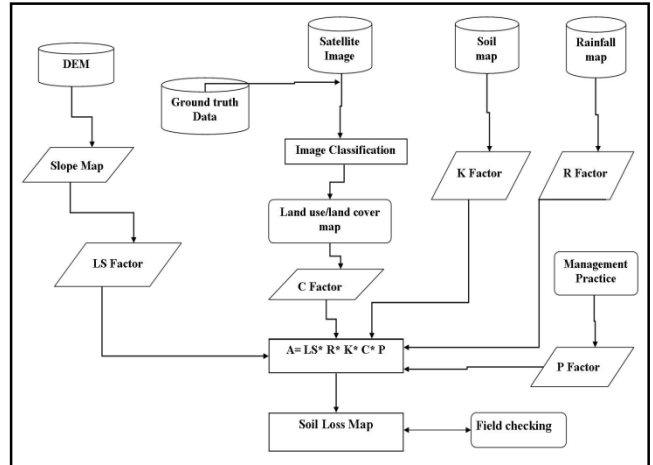 DEM
Satellite
Image
Soil
map
Rainfall
map
Ground truth
Data
Image Classification
Slope Map
K Factor
R Factor
Land use/land cover
map
LS Factor
C Factor
Management
Practice
A= LS* R* K* C* P
P Factor
Soil Loss Map
Field checking